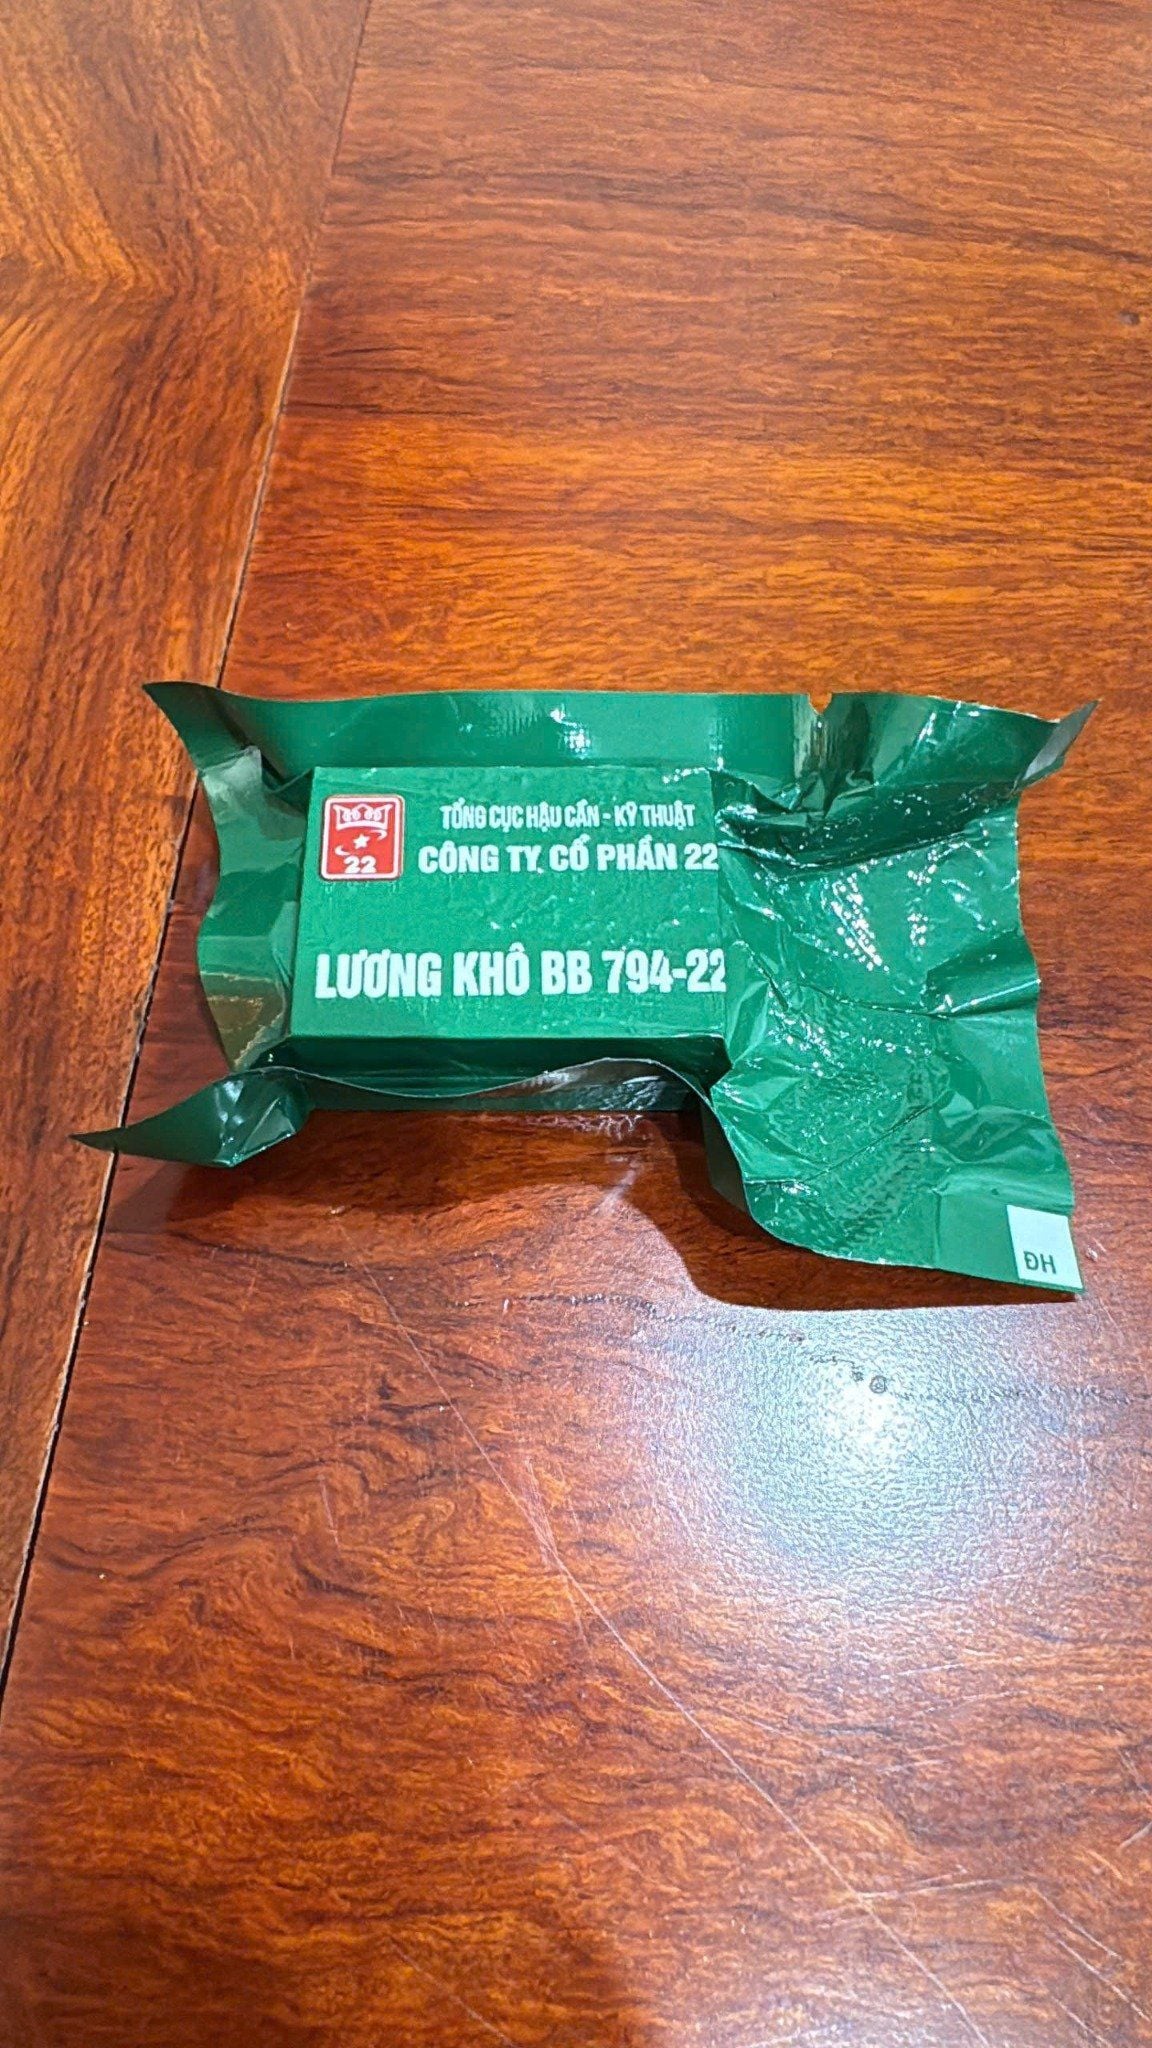 22
TỔNG CỤC HẬU CẦN - KỸ THUẬT
CÔNG TY CỔ PHẦN 22
LƯƠNG KHÔ BB 794-22
ĐH